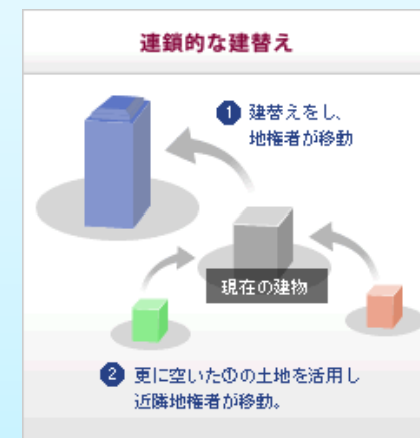 連鎖的な建替え
1 建替えをし、
地権者が移動
現在の建物
2 更に空いた①の土地を活用し
近隣地権者が移動。